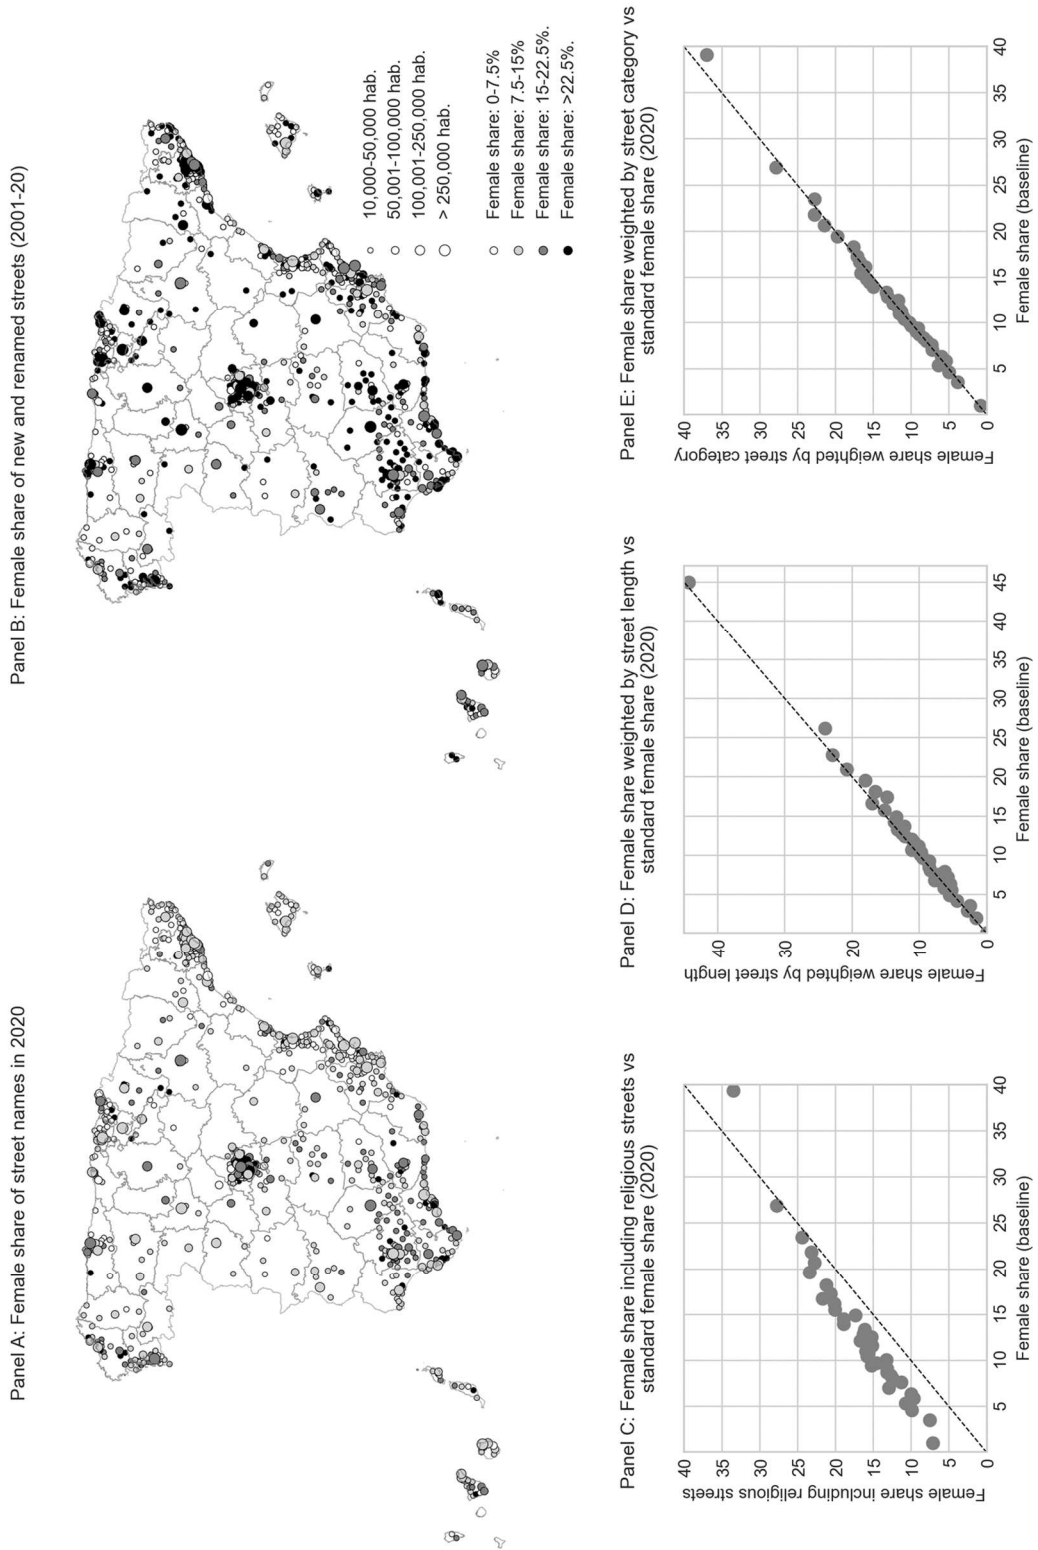 Panel A: Female share of street names in 2020
Panel B: Female share of new and renamed streets (2001-20)
10,000-50,000 hab.
50,001-100,000 hab.
100,001-250,000 hab.
> 250,000 hab.
Female share: 0-7.5%
Female share: 7.5-15%
Female share: 15-22.5%.
Female share: >22.5%.
Panel C: Female share including religious streets vs
standard female share (2020)
Female share including religious streets
40
35
30
25
20
15
10
5
0
5
10
15
20
25
30
35
40
Female share (baseline)
Panel D: Female share weighted by street length vs
standard female share (2020)
Female share weighted by street length
40
30
20
10
0
5
10
15
20
25
30
35
40
45
Female share (baseline)
Panel E: Female share weighted by street category vs
standard female share (2020)
Female share weighted by street category
40
35
30
25
20
15
10
5
0
5
10
15
20
25
30
35
40
Female share (baseline)